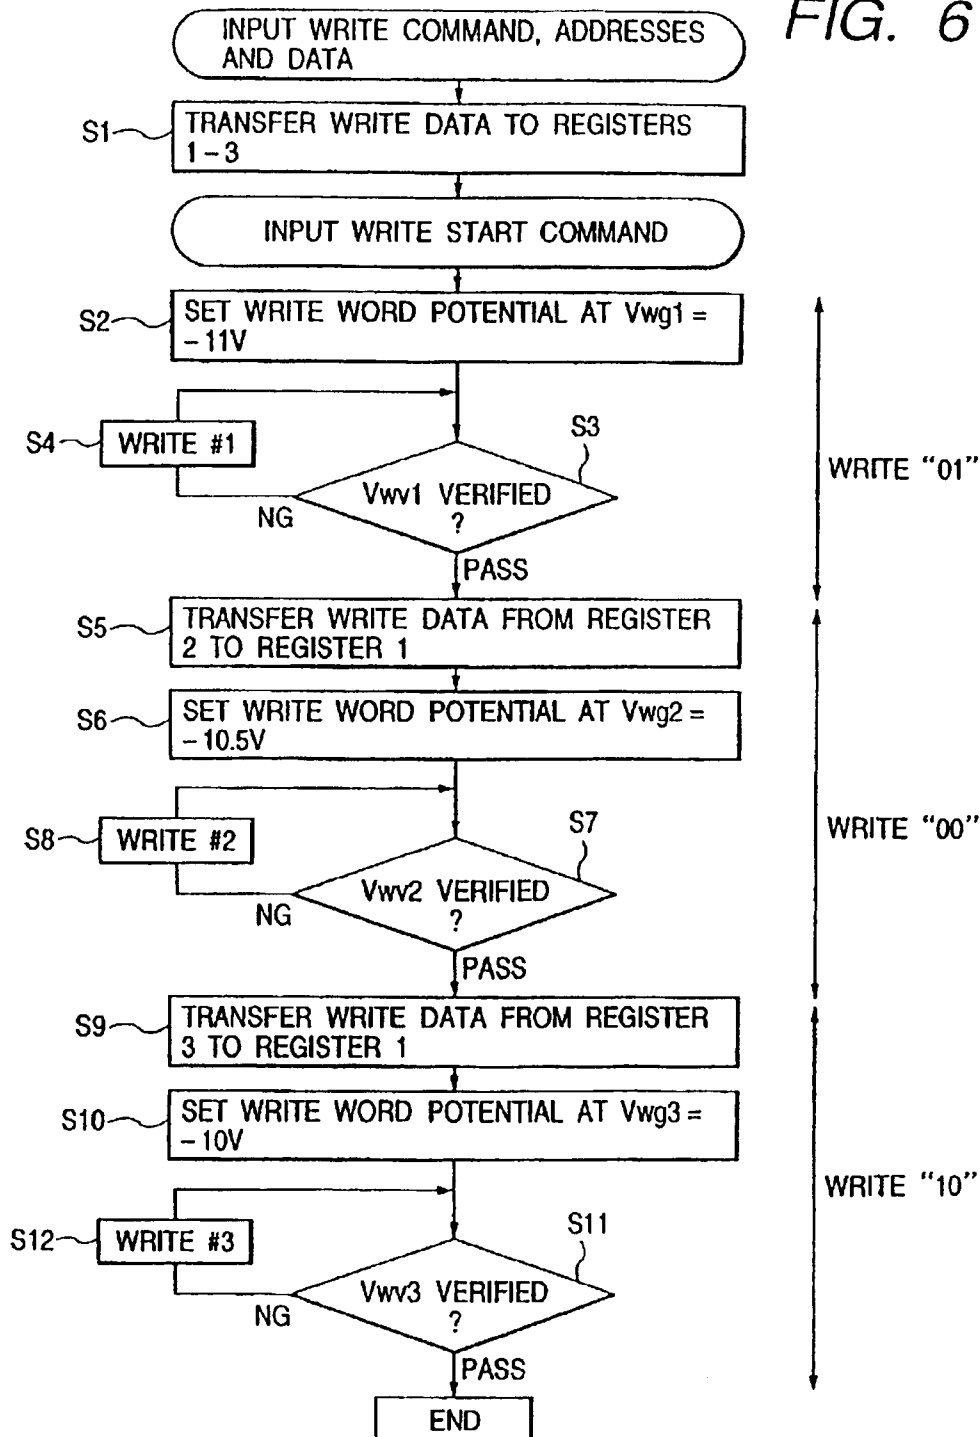 FIG. 6
INPUT WRITE COMMAND, ADDRESSES
AND DATA
S1
TRANSFER WRITE DATA TO REGISTERS
1-3
INPUT WRITE START COMMAND
S2
SET WRITE WORD POTENTIAL AT Vwg1 =
-11V
S4
WRITE #1
S3
Vwv1 VERIFIED
?
NG
PASS
WRITE "01"
S5
TRANSFER WRITE DATA FROM REGISTER
2 TO REGISTER 1
S6
SET WRITE WORD POTENTIAL AT Vwg2 =
-10.5V
S8
WRITE #2
S7
Vwv2 VERIFIED
?
NG
PASS
WRITE "00"
S9
TRANSFER WRITE DATA FROM REGISTER
3 TO REGISTER 1
S10
SET WRITE WORD POTENTIAL AT Vwg3 =
-10V
S12
WRITE #3
S11
Vwv3 VERIFIED
?
NG
PASS
WRITE "10"
END